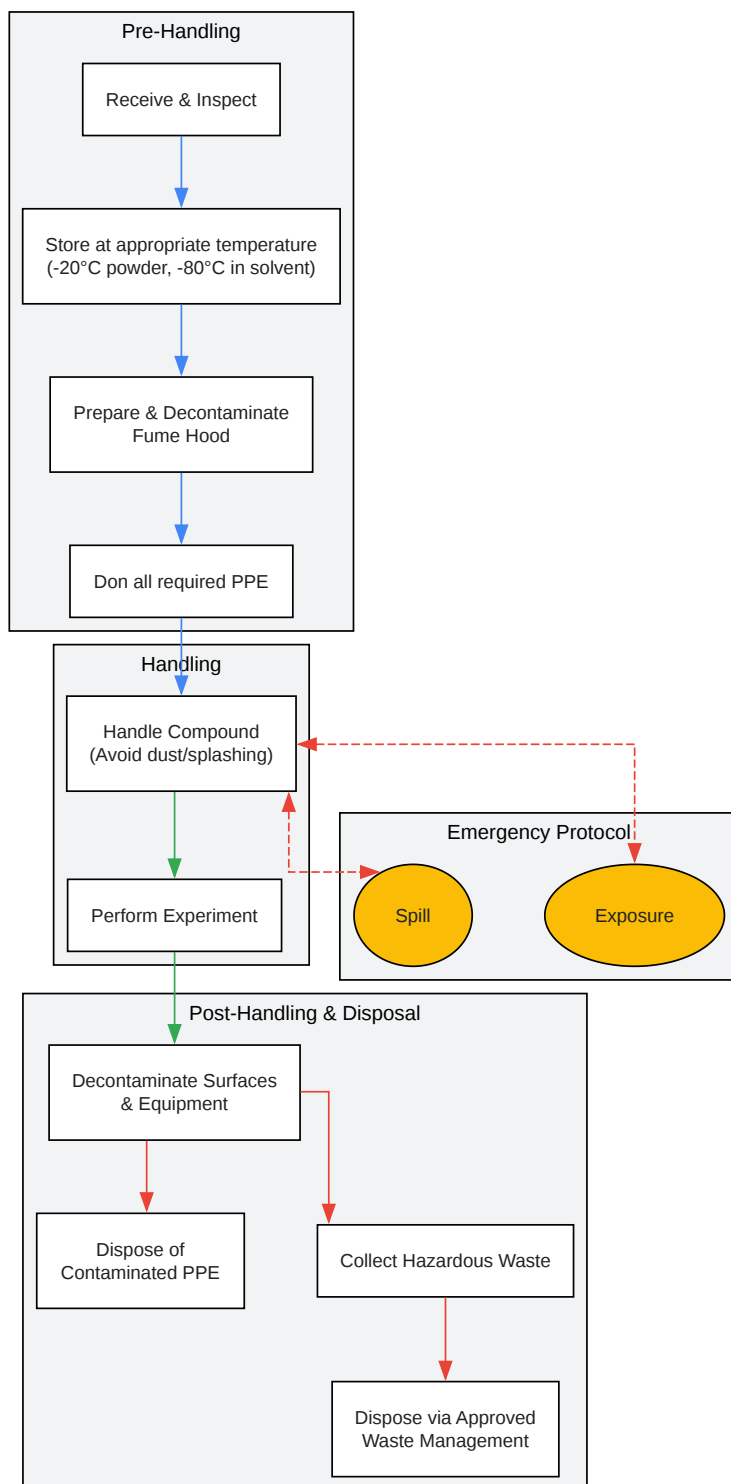 Pre-Handling
Receive & Inspect
Store at appropriate temperature
(-20°C powder, -80°C in solvent)
Prepare & Decontaminate
Fume Hood
Don all required PPE
Handling
Handle Compound
(Avoid dust/splashing)
Perform Experiment
Emergency Protocol
Spill
Exposure
Post-Handling & Disposal
Decontaminate Surfaces
& Equipment
Dispose of
Contaminated PPE
Collect Hazardous Waste
Dispose via Approved
Waste Management